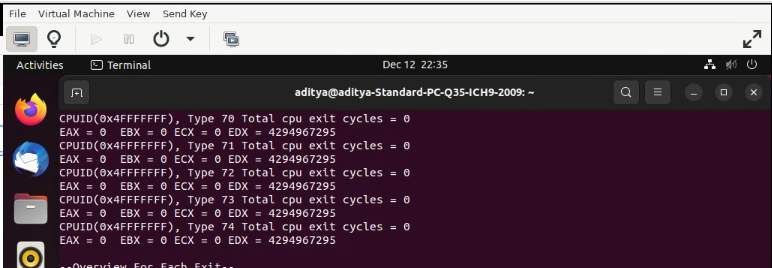 File Virtual Machine View Send Key
Activities Terminal Dec 12 22:35
aditya@aditya-Standard-PC-Q35-ICH9-2009: ~
CPUID(0x4FFFFFFF), Type 70 Total cpu exit cycles = 0
EAX = 0 EBX = 0 ECX = 0 EDX = 4294967295
CPUID(0x4FFFFFFF), Type 71 Total cpu exit cycles = 0
EAX = 0 EBX = 0 ECX = 0 EDX = 4294967295
CPUID(0x4FFFFFFF), Type 72 Total cpu exit cycles = 0
EAX = 0 EBX = 0 ECX = 0 EDX = 4294967295
CPUID(0x4FFFFFFF), Type 73 Total cpu exit cycles = 0
EAX = 0 EBX = 0 ECX = 0 EDX = 4294967295
CPUID(0x4FFFFFFF), Type 74 Total cpu exit cycles = 0
EAX = 0 EBX = 0 ECX = 0 EDX = 4294967295
--Overview For Each Exit--